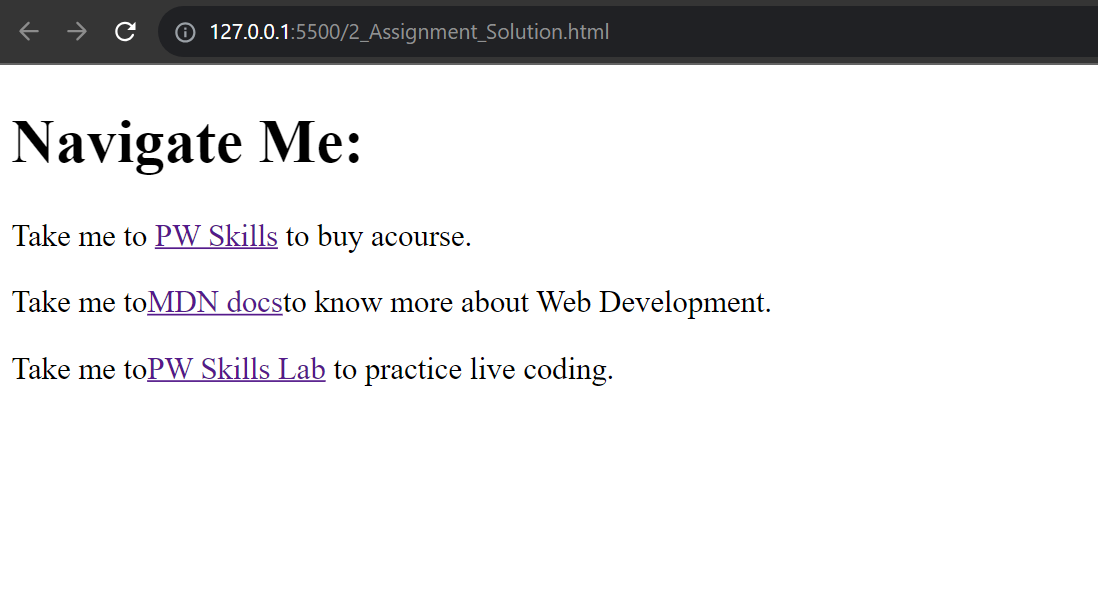 127.0.0.1:5500/2_Assignment_Solution.html
Navigate Me:
Take me to PW Skills to buy acourse.
Take me toMDN docsto know more about Web Development.
Take me toPW Skills Lab to practice live coding.